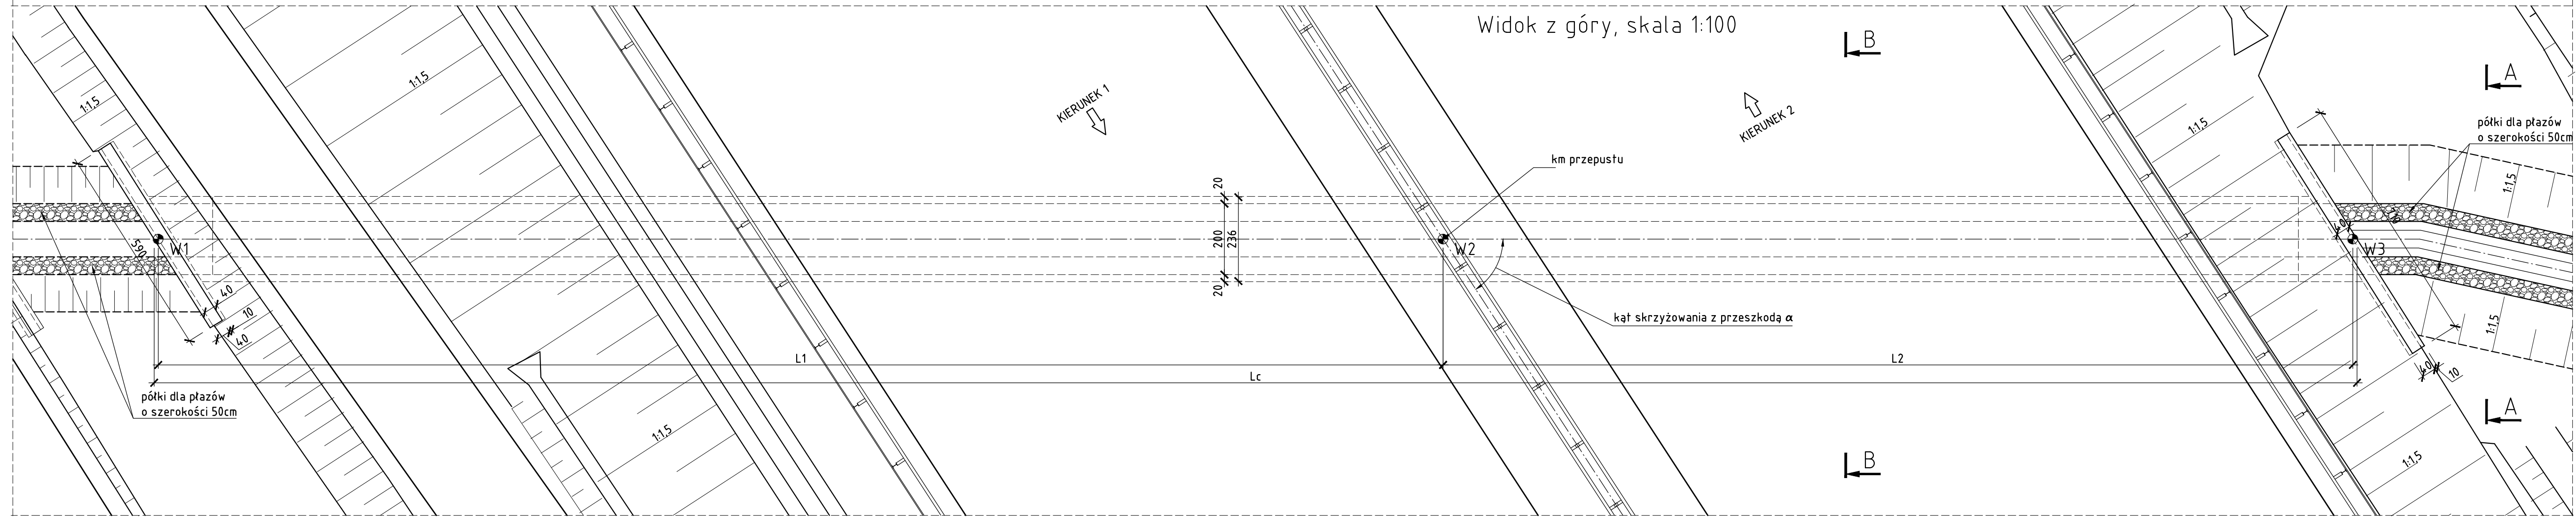 Widok z góry, skala 1:100
B
A
1:1,5
1:1,5
KIERUNEK 1
KIERUNEK 2
1:1,5
półki dla płazów
o szerokości 50cm
km przepustu
20
200
236
20
1:1,5
590
W1
W2
40
W3
40
10
40
kąt skrzyżowania z przeszkodą α
1:1,5
L1
L2
Lc
40
10
półki dla płazów
o szerokości 50cm
A
1:1,5
B
1:1,5